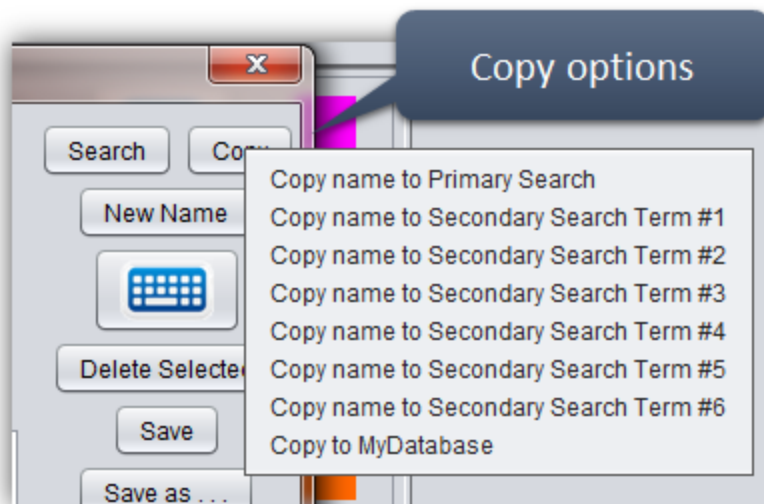 Copy options
Search
Copy
New Name
Delete Selected
Save
Save as . . .
Copy name to Primary Search
Copy name to Secondary Search Term #1
Copy name to Secondary Search Term #2
Copy name to Secondary Search Term #3
Copy name to Secondary Search Term #4
Copy name to Secondary Search Term #5
Copy name to Secondary Search Term #6
Copy to MyDatabase